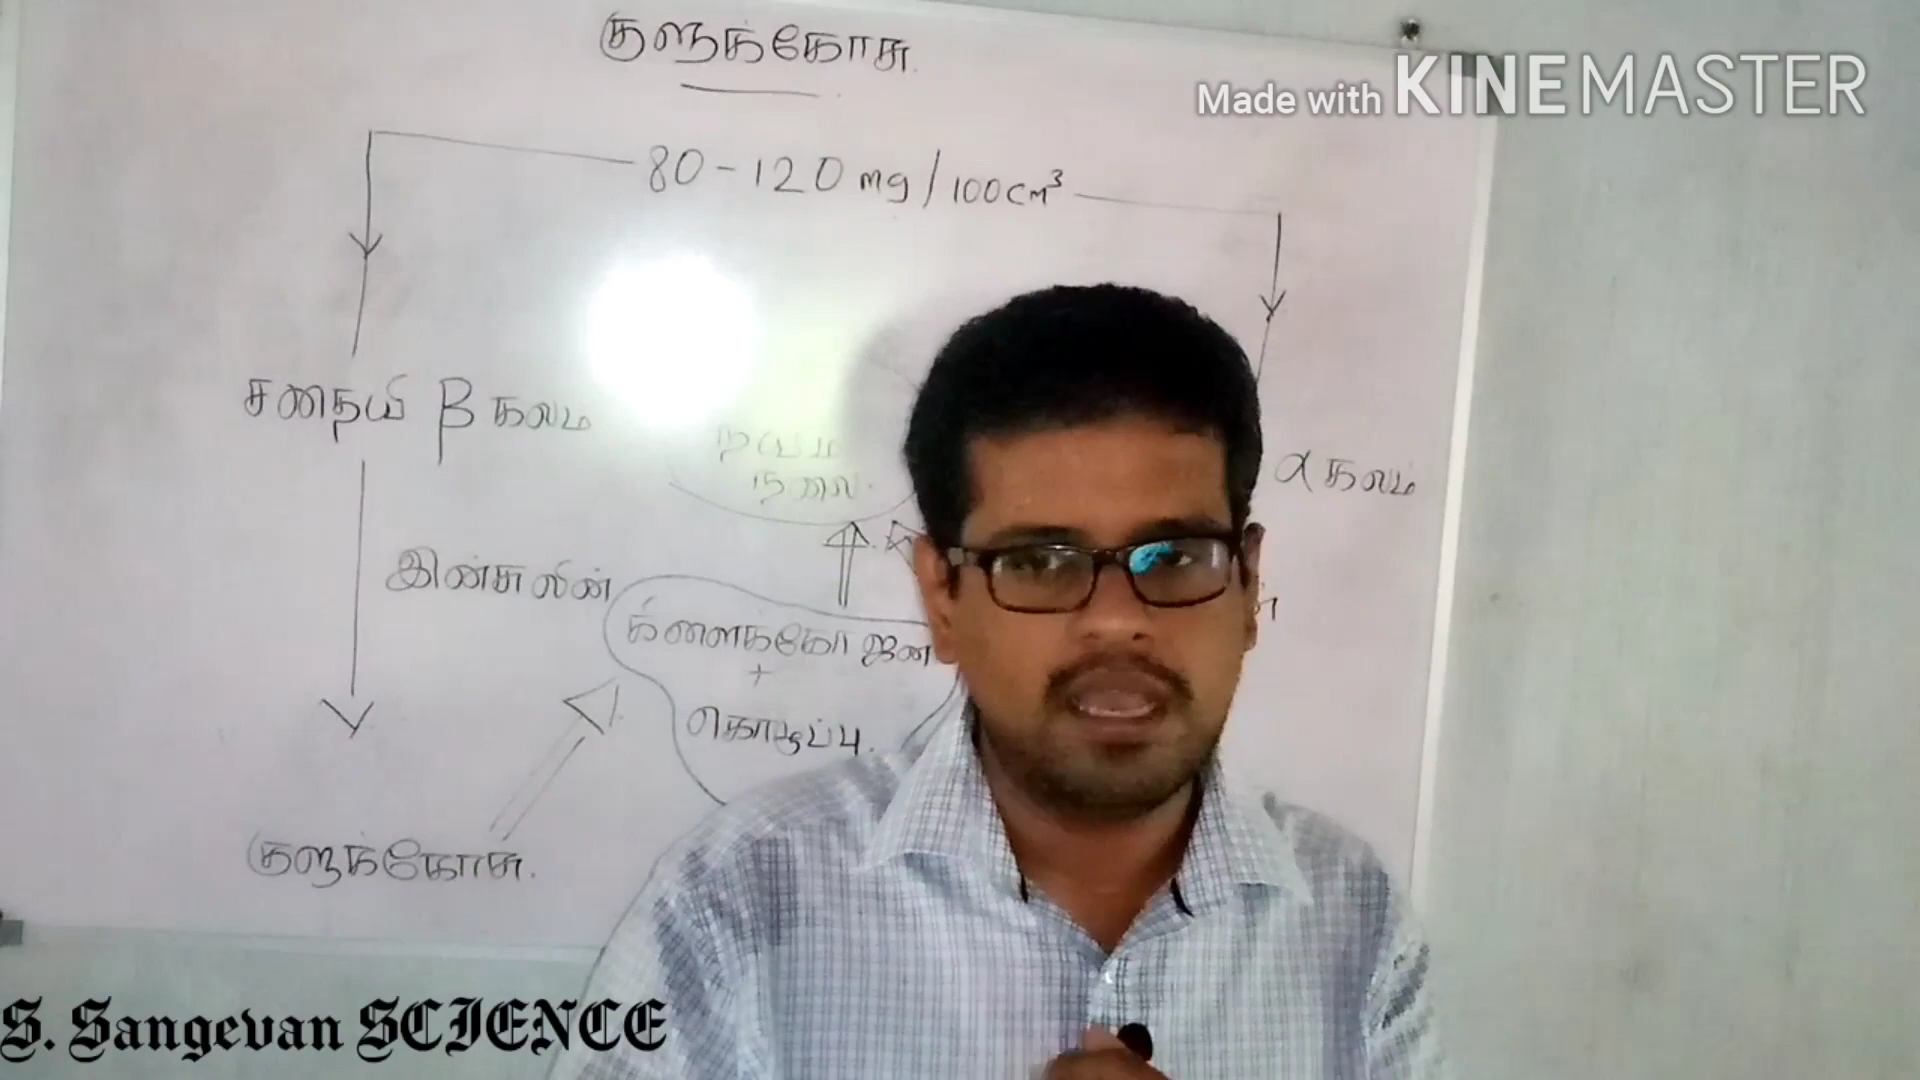 குளுக்கோசு
Made with KINEMASTER
80-120 mg/100cm³
சதையி β கலம்
α கலம்
நிலை
இன்சுலின்
கிளைக்கோஜன்
+
கொழுப்பு
குளுக்கோசு
S. Sangevan SCIENCE